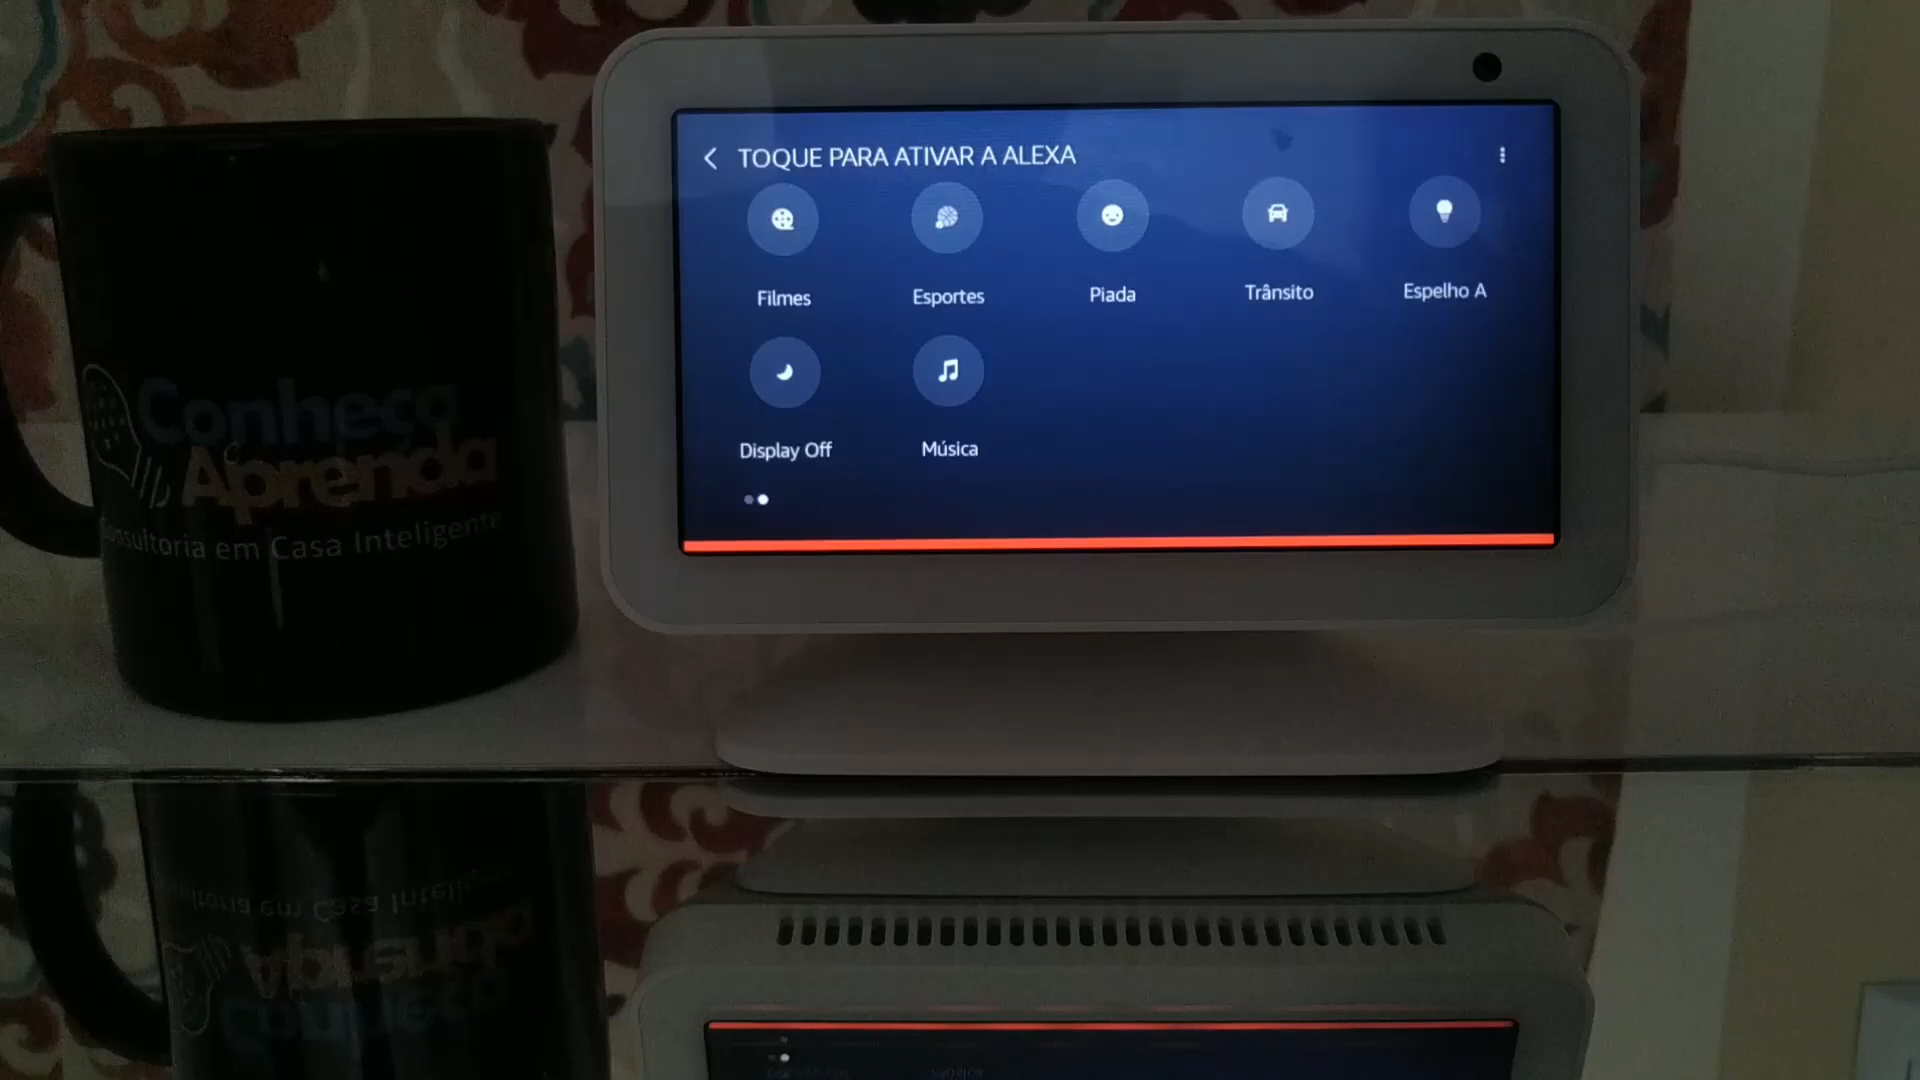 TOQUE PARA ATIVAR A ALEXA
Filmes
Esportes
Piada
Trânsito
Espelho A
Display Off
Música
Conheça
e
Aprenda
Consultoria em Casa Inteligente